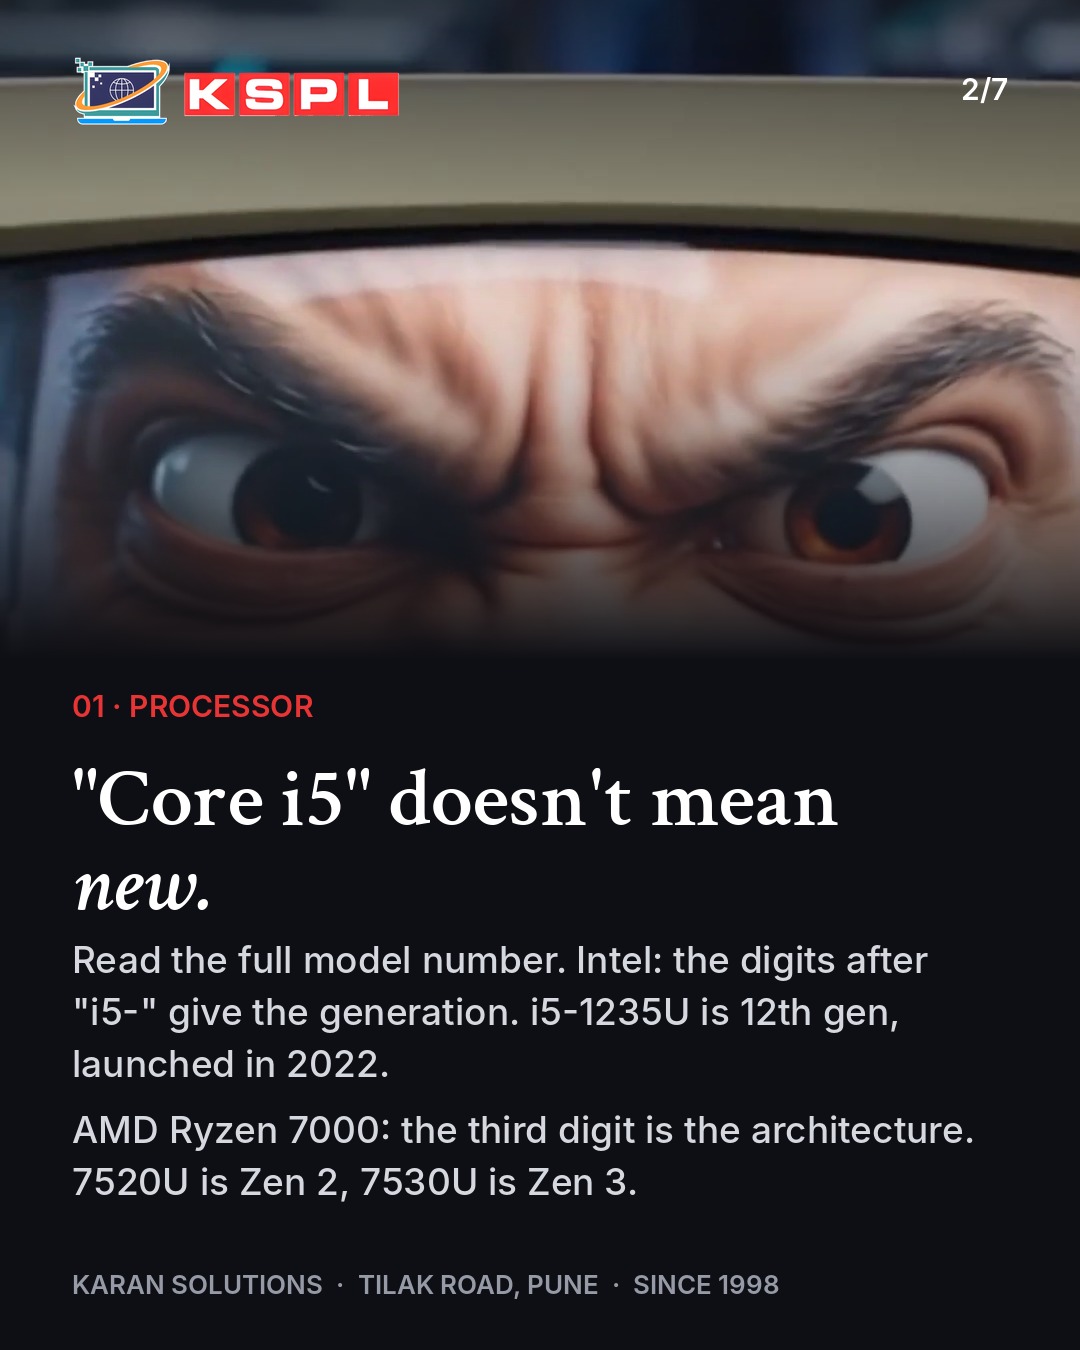 KSPL
2/7
01 · PROCESSOR
"Core i5" doesn't mean
new.
Read the full model number. Intel: the digits after
"i5-" give the generation. i5-1235U is 12th gen,
launched in 2022.
AMD Ryzen 7000: the third digit is the architecture.
7520U is Zen 2, 7530U is Zen 3.
KARAN SOLUTIONS · TILAK ROAD, PUNE · SINCE 1998